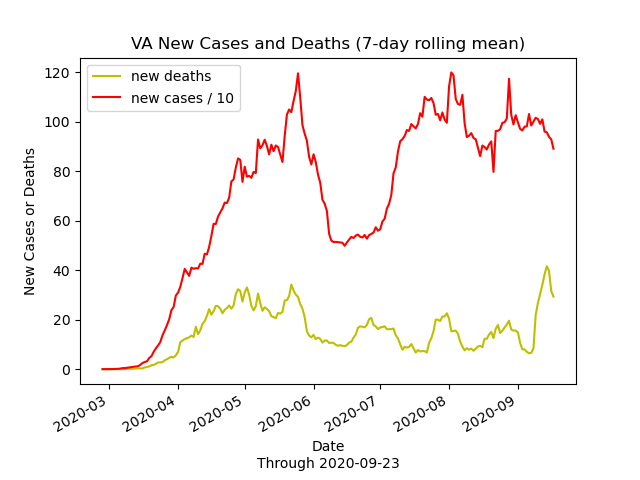 VA New Cases and Deaths (7-day rolling mean)
new deaths
new cases / 10
New Cases or Deaths
120
100
80
60
40
20
0
2020-03
2020-04
2020-05
2020-06
2020-07
2020-08
2020-09
Date
Through 2020-09-23